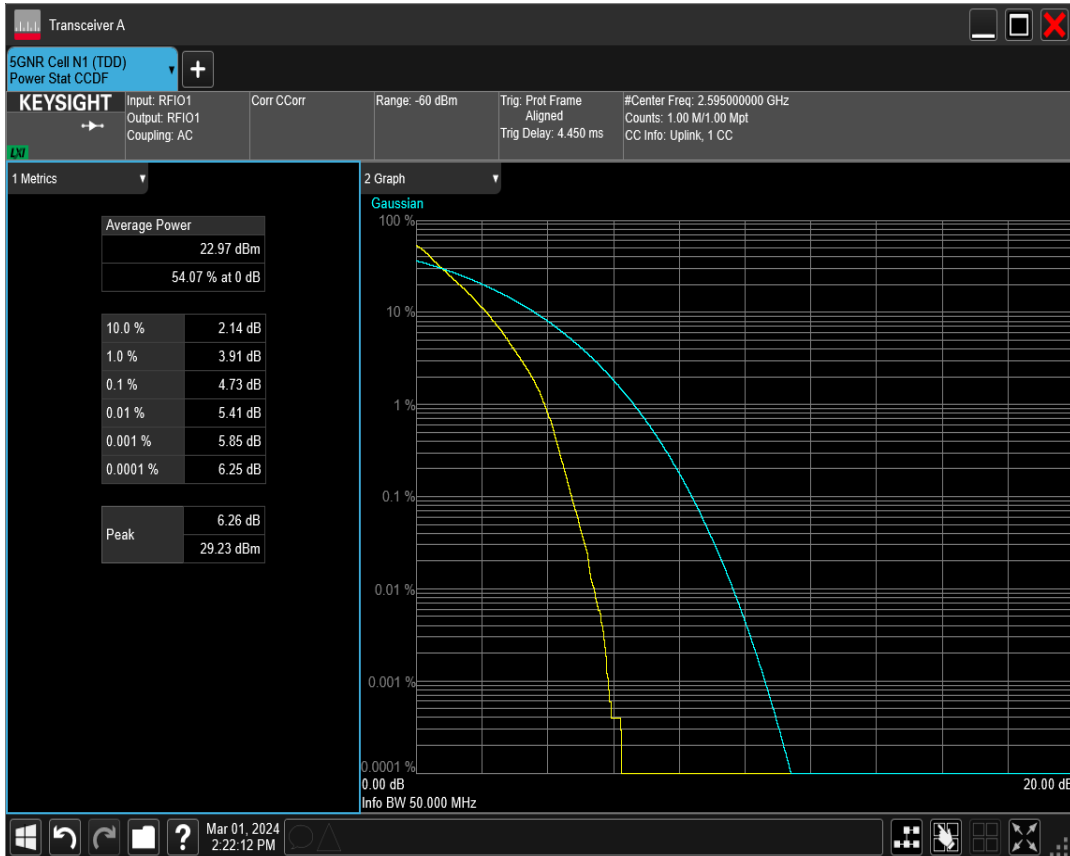 Transceiver A
5GNR Cell N1 (TDD)
Power Stat CCDF
+
KEYSIGHT
LXI
Input: RFIO1
Output: RFIO1
Coupling: AC
Corr CCorr
Range: -60 dBm
Trig: Prot Frame
Aligned
Trig Delay: 4.450 ms
#Center Freq: 2.595000000 GHz
Counts: 1.00 M/1.00 Mpt
CC Info: Uplink, 1 CC
1 Metrics
Average Power
22.97 dBm
54.07 % at 0 dB
10.0 % 2.14 dB
1.0 % 3.91 dB
0.1 % 4.73 dB
0.01 % 5.41 dB
0.001 % 5.85 dB
0.0001 % 6.25 dB
Peak
6.26 dB
29.23 dBm
2 Graph
Gaussian
100 %
10 %
1 %
0.1 %
0.01 %
0.001 %
0.0001 %
0.00 dB 20.00 dB
Info BW 50.000 MHz
?
Mar 01, 2024
2:22:12 PM